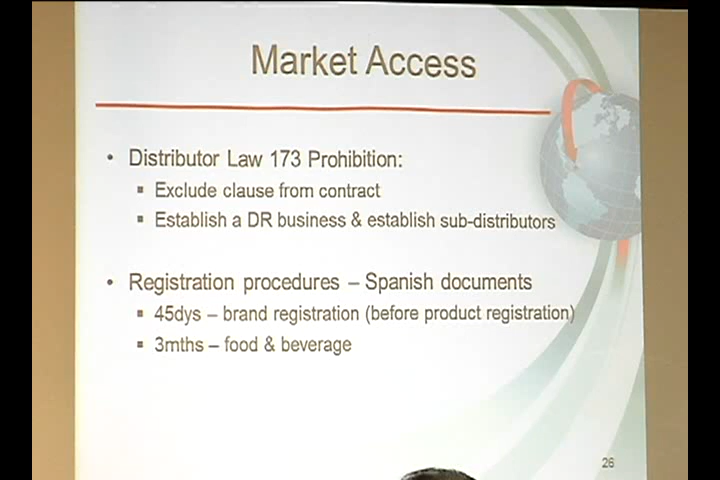 Market Access
• Distributor Law 173 Prohibition:
▪ Exclude clause from contract
▪ Establish a DR business & establish sub-distributors
• Registration procedures – Spanish documents
▪ 45dys – brand registration (before product registration)
▪ 3mths – food & beverage
26